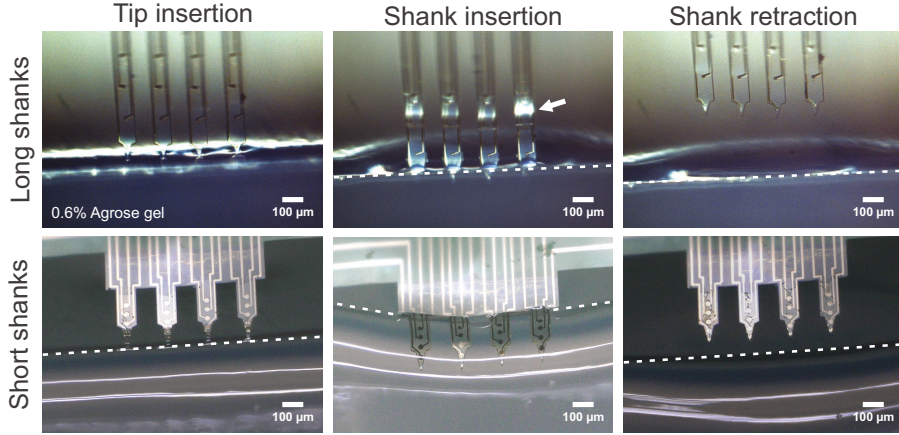 Tip insertion
Shank insertion
Shank retraction
Long shanks
0.6% Agrose gel
100 µm
100 µm
100 µm
Short shanks
100 µm
100 µm
100 µm